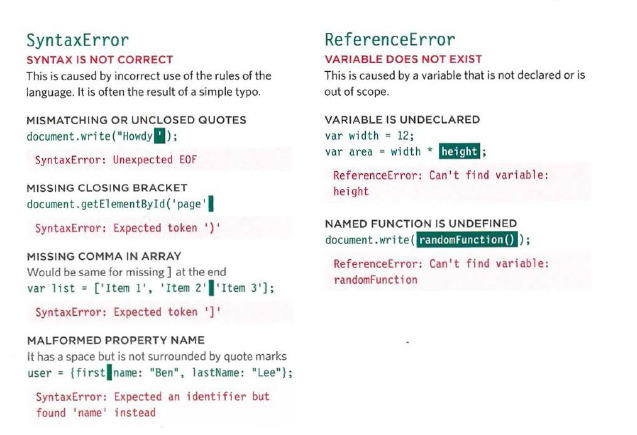 SyntaxError
SYNTAX IS NOT CORRECT
This is caused by incorrect use of the rules of the
language. It is often the result of a simple typo.
MISMATCHING OR UNCLOSED QUOTES
document.write("Howdy');
SyntaxError: Unexpected EOF
MISSING CLOSING BRACKET
document.getElementById('page'
SyntaxError: Expected token ')'
MISSING COMMA IN ARRAY
Would be same for missing ] at the end
var list = ['Item 1', 'Item 2' 'Item 3'];
SyntaxError: Expected token ']'
MALFORMED PROPERTY NAME
It has a space but is not surrounded by quote marks
user = {first name: "Ben", lastName: "Lee"};
SyntaxError: Expected an identifier but
found 'name' instead
ReferenceError
VARIABLE DOES NOT EXIST
This is caused by a variable that is not declared or is
out of scope.
VARIABLE IS UNDECLARED
var width = 12;
var area = width * height;
ReferenceError: Can't find variable:
height
NAMED FUNCTION IS UNDEFINED
document.write(randomFunction());
ReferenceError: Can't find variable:
randomFunction